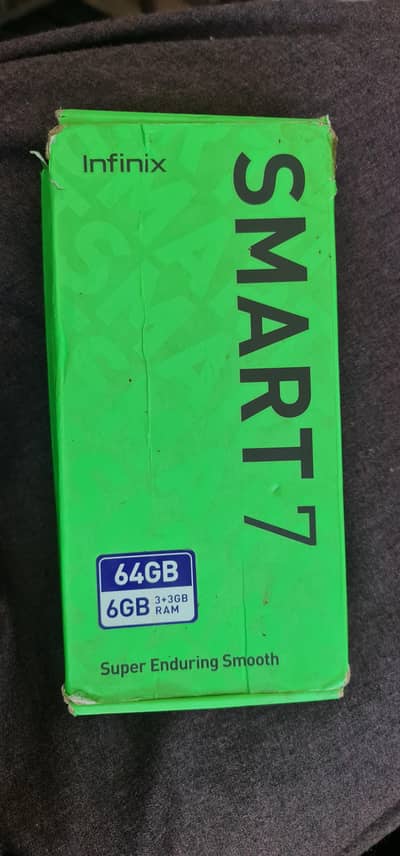 Infinix
SMART 7
64GB
6GB 3+3GB RAM
Super Enduring Smooth